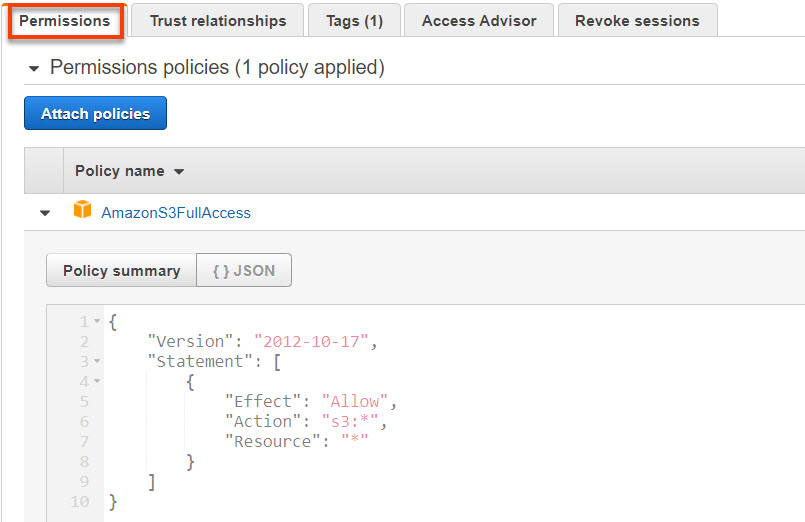 Permissions Trust relationships Tags (1) Access Advisor Revoke sessions
Permissions policies (1 policy applied)
Attach policies
Policy name
AmazonS3FullAccess
Policy summary { } JSON
1 {
2 "Version": "2012-10-17",
3 "Statement": [
4 {
5 "Effect": "Allow",
6 "Action": "s3:*",
7 "Resource": "*"
8 }
9 ]
10 }